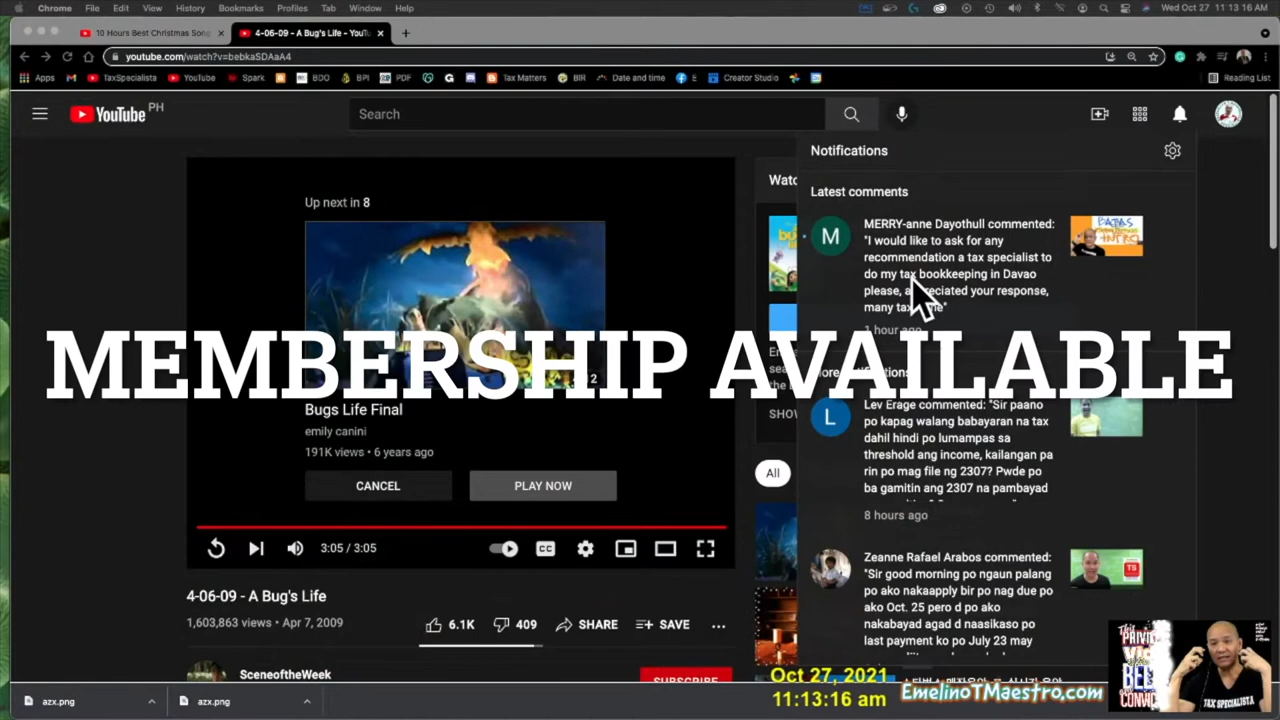 Chrome File Edit View History Bookmarks Profiles Tab Window Help
Wed Oct 27 11:13:16 AM
10 Hours Best Christmas Song
4-06-09 - A Bug's Life - YouTu
youtube.com/watch?v=bebkaSDAaA4
Apps TaxSpecialista YouTube Spark BDO BPI PDF Tax Matters BIR Date and time Creator Studio Reading List
YouTube PH
Search
Notifications
Up next in 8
Latest comments
MERRY-anne Dayothull commented:
"I would like to ask for any
recommendation a tax specialist to
do my tax bookkeeping in Davao
please, appreciated your response,
1 hour ago
MEMBERSHIP AVAILABLE
Bugs Life Final
emily canini
191K views • 6 years ago
CANCEL
PLAY NOW
All
Lev Erage commented: "Sir paano
po kapag walang babayaran na tax
dahil hindi po lumampas sa
threshold ang income, kailangan pa
rin po mag file ng 2307? Pwde po
ba gamitin ang 2307 na pambayad
8 hours ago
CC
3:05 / 3:05
Zeanne Rafael Arabos commented:
"Sir good morning po ngaun palang
po ako nakaapply bir po nag due po
ako Oct. 25 pero d po ako
nakabayad agad d naasikaso po
last payment ko po July 23 may
4-06-09 - A Bug's Life
1,603,863 views • Apr 7, 2009
6.1K
409
SHARE
SAVE
SceneoftheWeek
SUBSCRIBE
azx.png
azx.png
Oct 27, 2021
11:13:16 am
EmelinoTMaestro.com
TAX SPECIALISTA